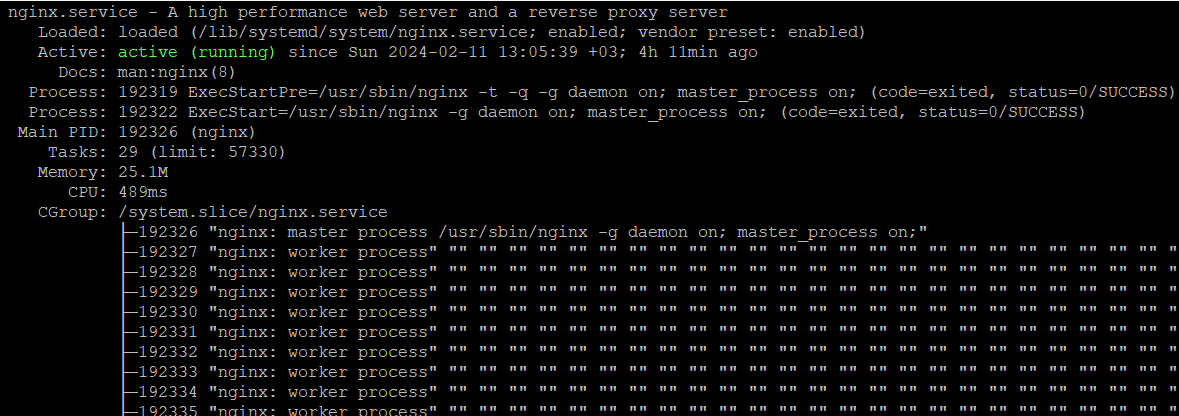 nginx.service - A high performance web server and a reverse proxy server
Loaded: loaded (/lib/systemd/system/nginx.service; enabled; vendor preset: enabled)
Active: active (running) since Sun 2024-02-11 13:05:39 +03; 4h 11min ago
Docs: man:nginx(8)
Process: 192319 ExecStartPre=/usr/sbin/nginx -t -q -g daemon on; master_process on; (code=exited, status=0/SUCCESS)
Process: 192322 ExecStart=/usr/sbin/nginx -g daemon on; master_process on; (code=exited, status=0/SUCCESS)
Main PID: 192326 (nginx)
Tasks: 29 (limit: 57330)
Memory: 25.1M
CPU: 489ms
CGroup: /system.slice/nginx.service
├─192326 "nginx: master process /usr/sbin/nginx -g daemon on; master_process on;"
├─192327 "nginx: worker process" "" "" "" "" "" "" "" "" "" "" "" "" "" "" "" "" "" "" "" "" "" "" "" "" "
├─192328 "nginx: worker process" "" "" "" "" "" "" "" "" "" "" "" "" "" "" "" "" "" "" "" "" "" "" "" "" "
├─192329 "nginx: worker process" "" "" "" "" "" "" "" "" "" "" "" "" "" "" "" "" "" "" "" "" "" "" "" "" "
├─192330 "nginx: worker process" "" "" "" "" "" "" "" "" "" "" "" "" "" "" "" "" "" "" "" "" "" "" "" "" "
├─192331 "nginx: worker process" "" "" "" "" "" "" "" "" "" "" "" "" "" "" "" "" "" "" "" "" "" "" "" "" "
├─192332 "nginx: worker process" "" "" "" "" "" "" "" "" "" "" "" "" "" "" "" "" "" "" "" "" "" "" "" "" "
├─192333 "nginx: worker process" "" "" "" "" "" "" "" "" "" "" "" "" "" "" "" "" "" "" "" "" "" "" "" "" "
├─192334 "nginx: worker process" "" "" "" "" "" "" "" "" "" "" "" "" "" "" "" "" "" "" "" "" "" "" "" "" "
├─192335 "nginx: worker process" "" "" "" "" "" "" "" "" "" "" "" "" "" "" "" "" "" "" "" "" "" "" "" "" "